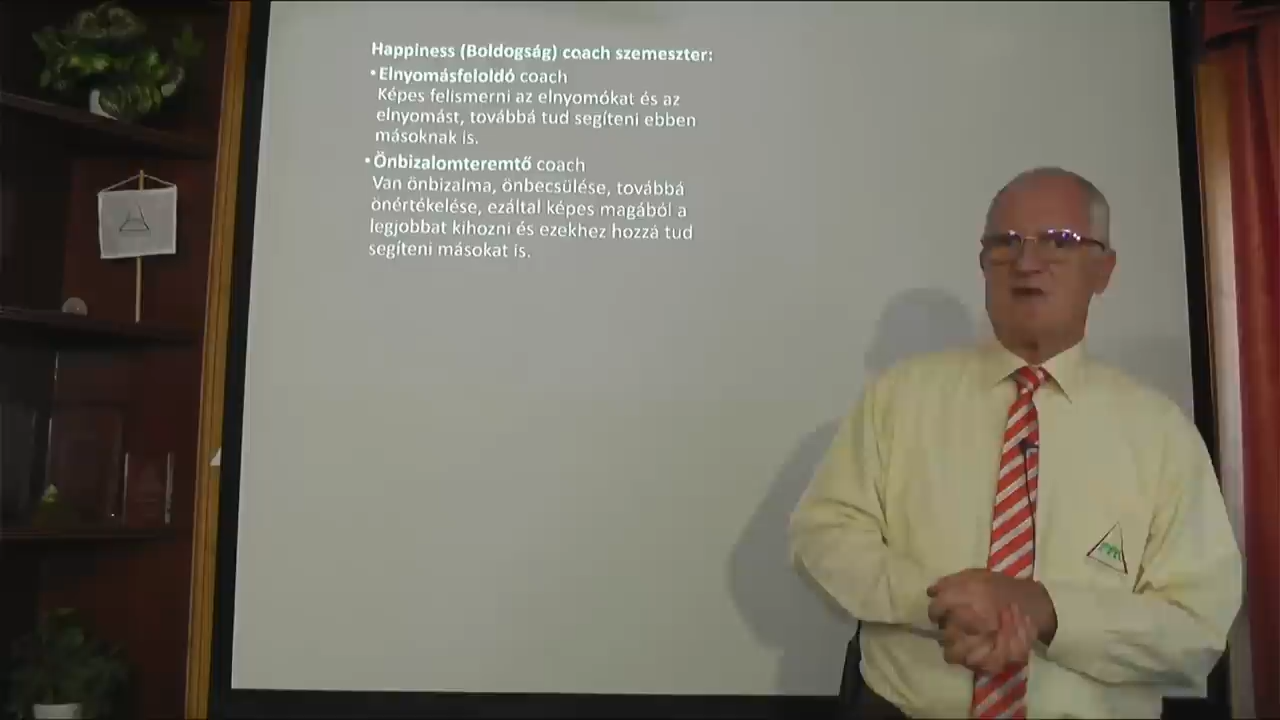 Happiness (Boldogság) coach szemeszter:
•Elnyomásfeloldó coach
Képes felismerni az elnyomókat és az
elnyomást, továbbá tud segíteni ebben
másoknak is.
•Önbizalomteremtő coach
Van önbizalma, önbecsülése, továbbá
önértékelése, ezáltal képes magából a
legjobbat kihozni és ezekhez hozzá tud
segíteni másokat is.